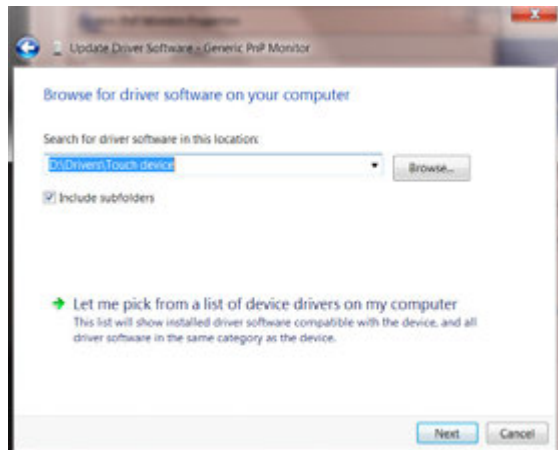 Update Driver Software - Generic PnP Monitor
Browse for driver software on your computer
Search for driver software in this location:
D:\Drivers\Touch device
Browse...
Include subfolders
Let me pick from a list of device drivers on my computer
This list will show installed driver software compatible with the device, and all
driver software in the same category as the device.
Next
Cancel